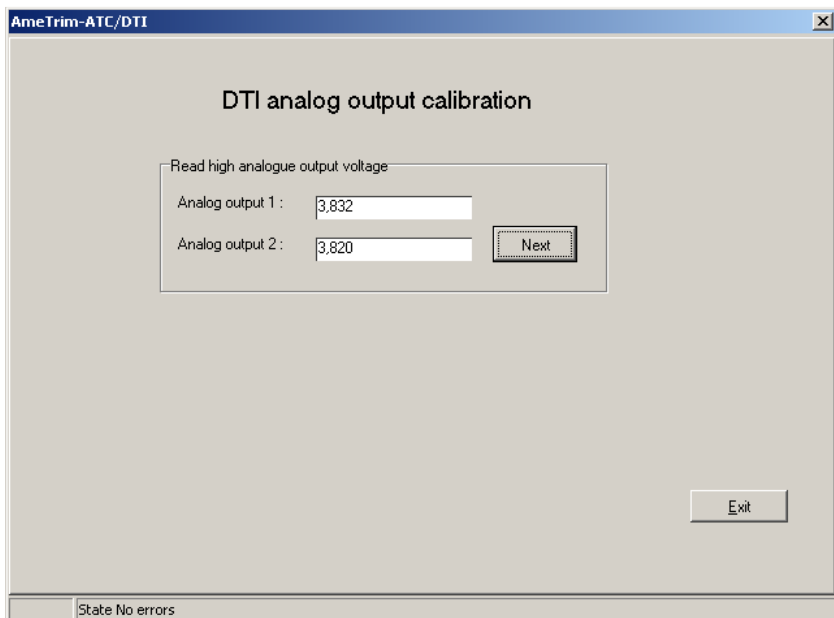 AmeTrim-ATC/DTI
DTI analog output calibration
Read high analogue output voltage
Analog output 1 : 3,832
Analog output 2 : 3,820
Next
Exit
State No errors